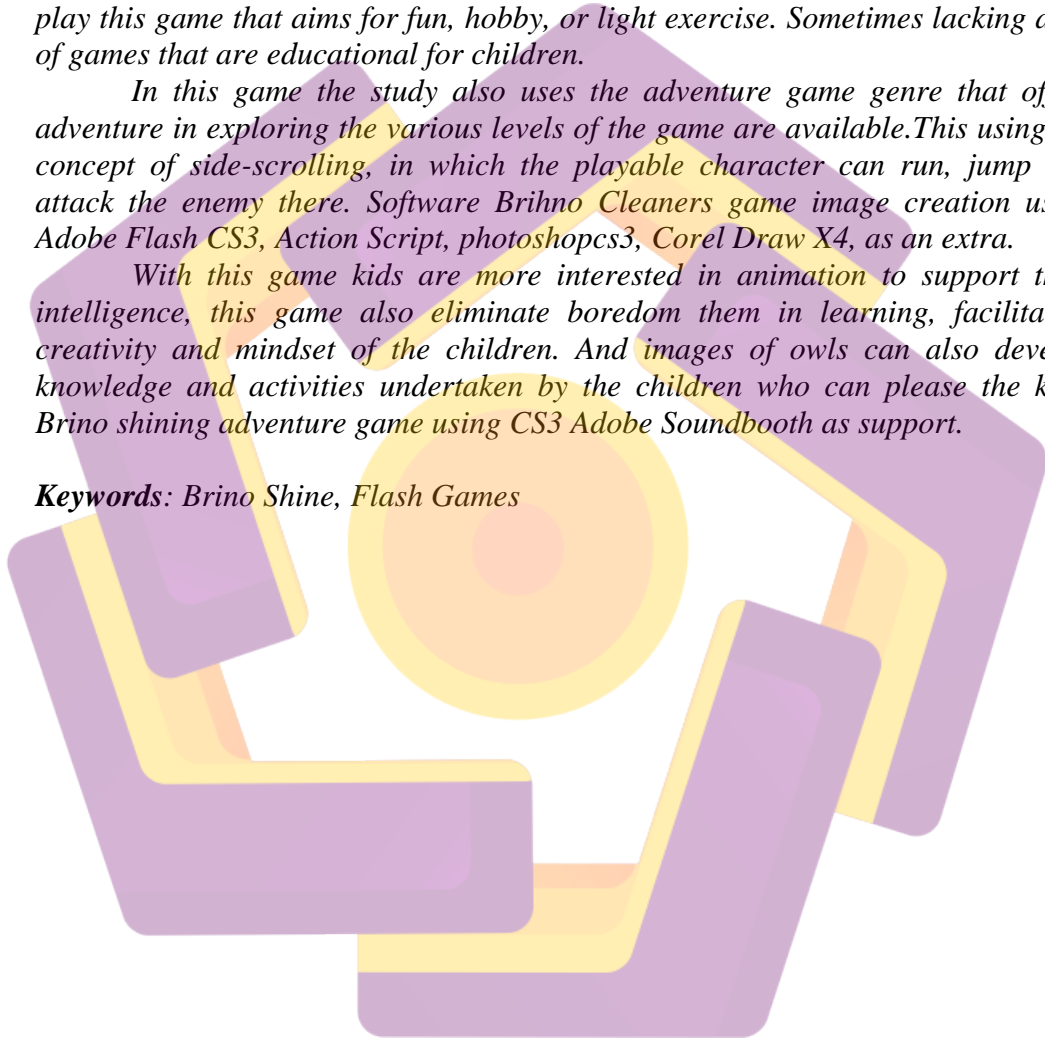 play this game that aims for fun, hobby, or light exercise. Sometimes lacking
of games that are educational for children.
In this game the study also uses the adventure game genre that
adventure in exploring the various levels of the game are available.This using
concept of side-scrolling, in which the playable character can run, jump
attack the enemy there. Software Brihno Cleaners game image creation
Adobe Flash CS3, Action Script, photoshopcs3, Corel Draw X4, as an extra.
With this game kids are more interested in animation to support
intelligence, this game also eliminate boredom them in learning,
creativity and mindset of the children. And images of owls can also
knowledge and activities undertaken by the children who can please the
Brino shining adventure game using CS3 Adobe Soundbooth as support.
Keywords: Brino Shine, Flash Games